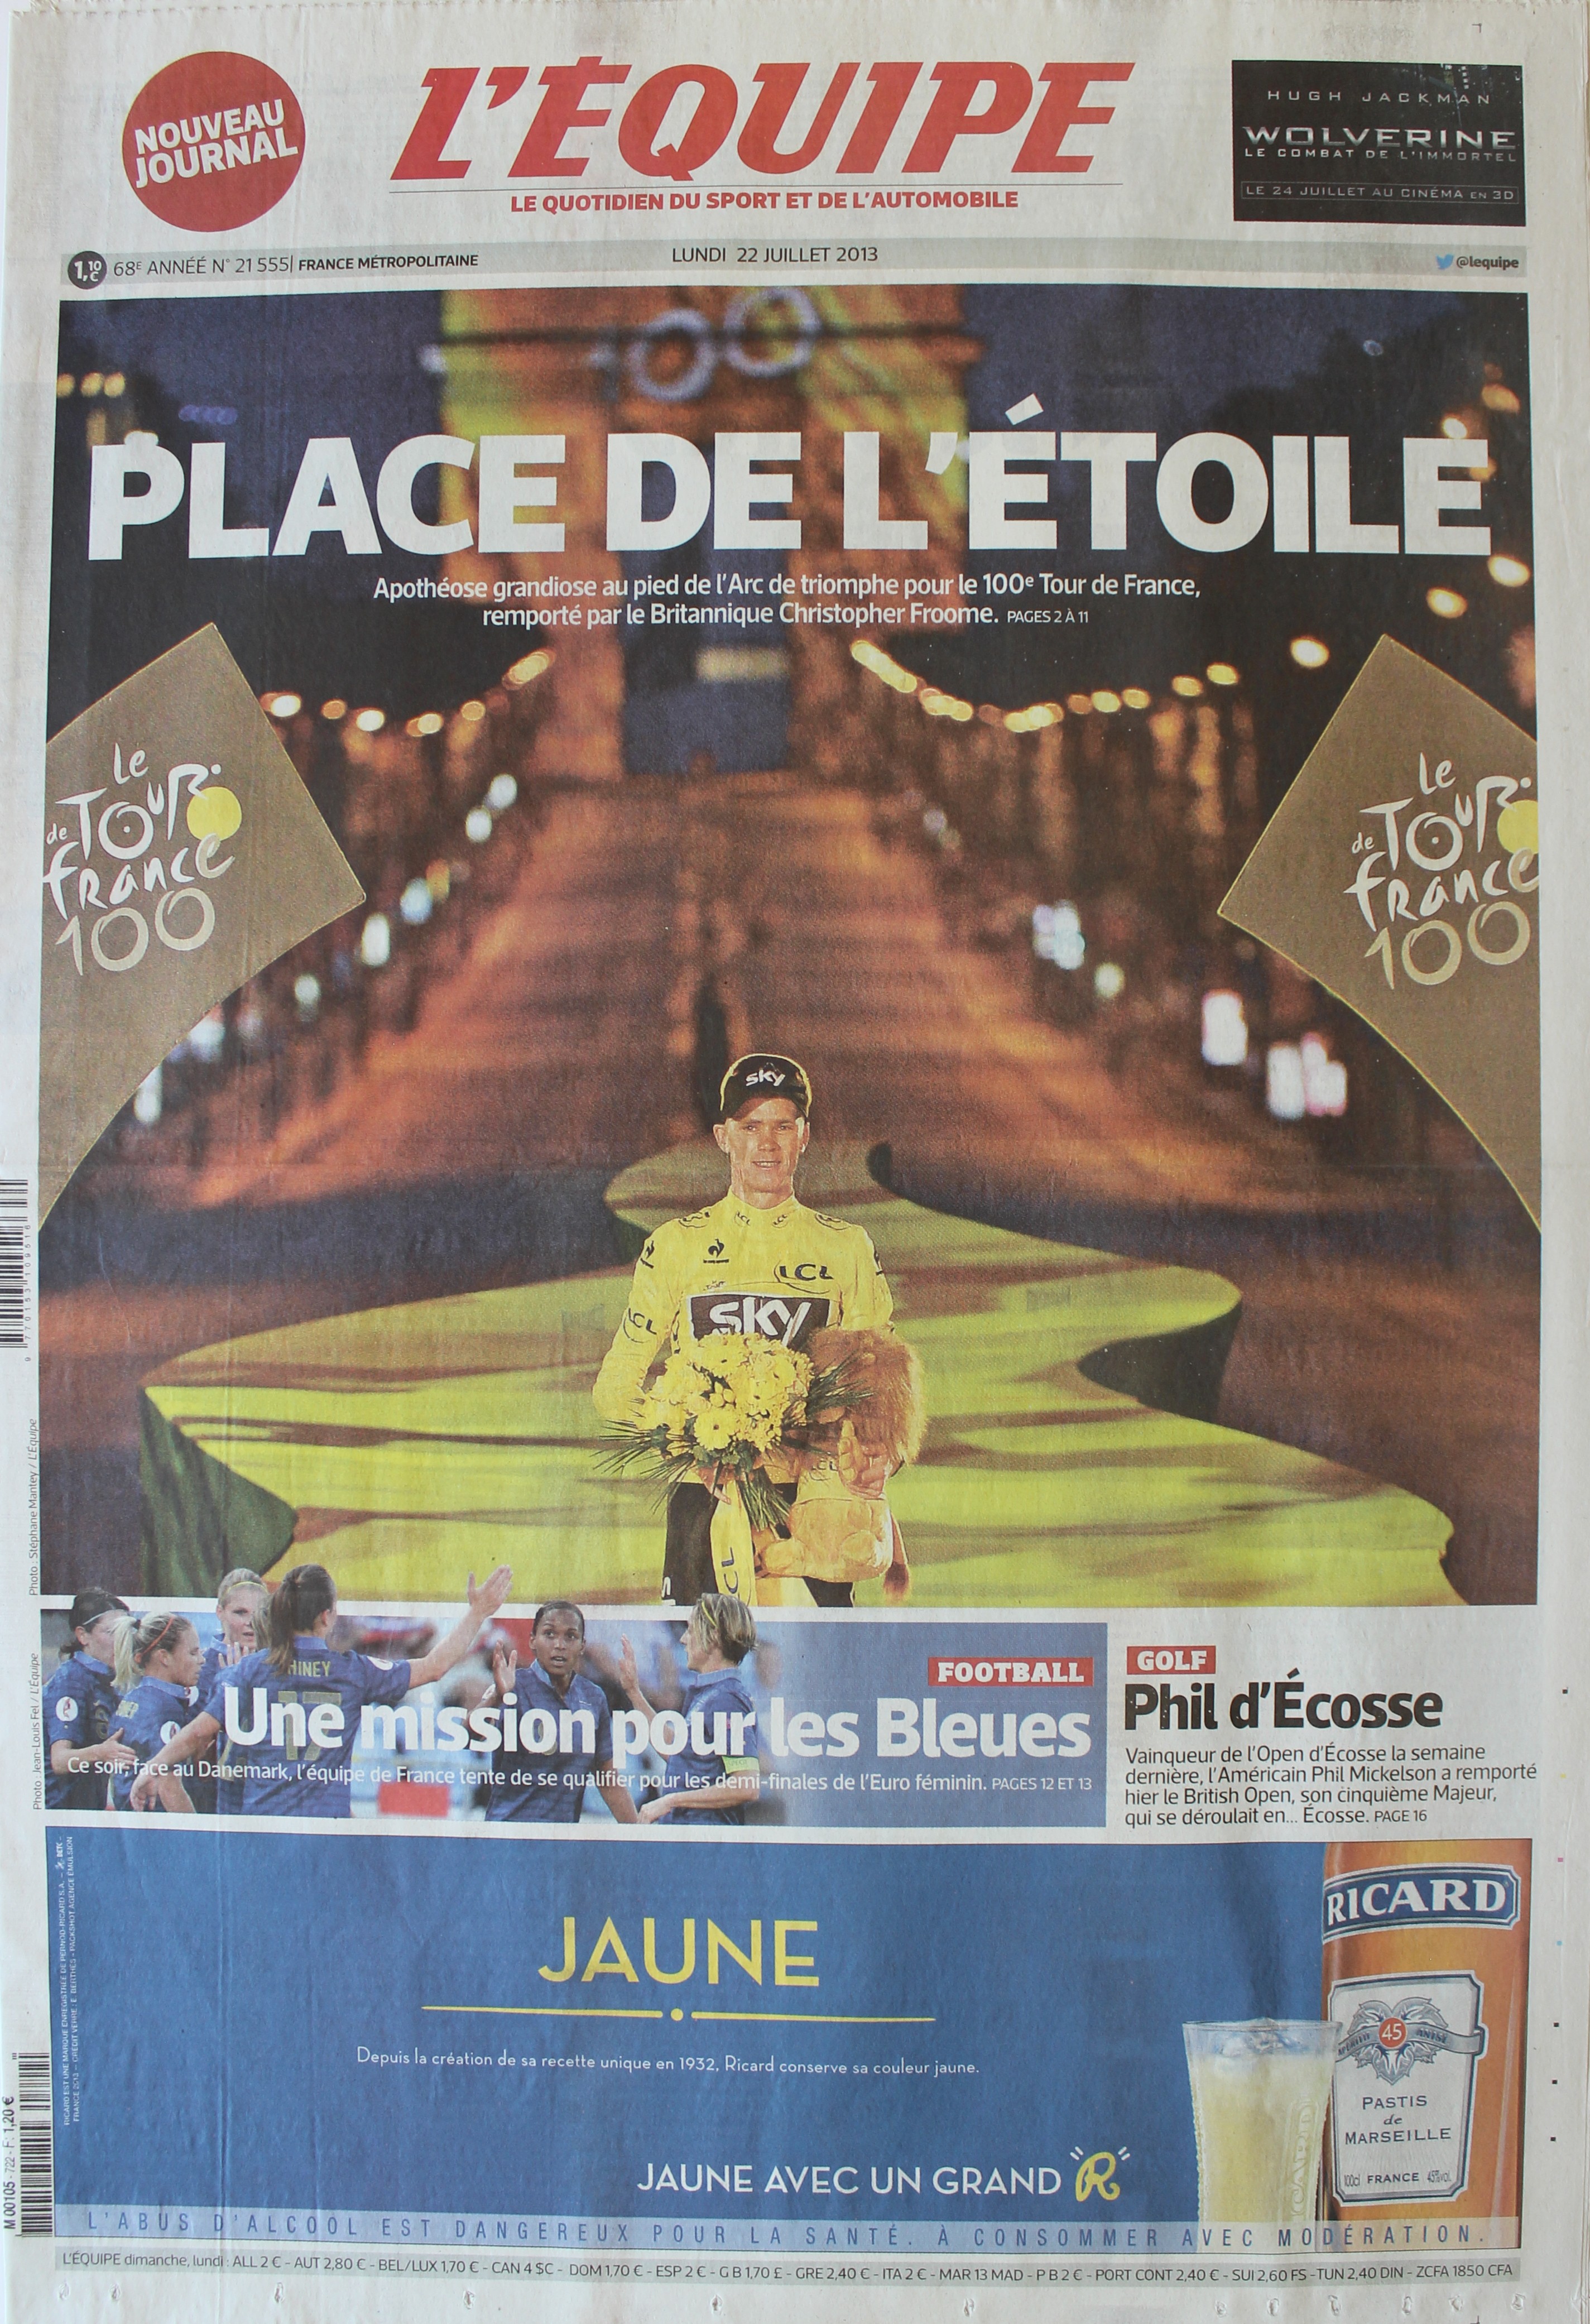 NOUVEAU
JOURNAL
L'ÉQUIPE
LE QUOTIDIEN DU SPORT ET DE L'AUTOMOBILE
HUGH JACKMAN
WOLVERINE
LE COMBAT DE L'IMMORTEL
LE 24 JUILLET AU CINÉMA EN 3D
1,10 € 68E ANNÉE N° 21 555| FRANCE MÉTROPOLITAINE
LUNDI 22 JUILLET 2013
@lequipe
PLACE DE L'ÉTOILE
Apothéose grandiose au pied de l'Arc de triomphe pour le 100e Tour de France,
remporté par le Britannique Christopher Froome. PAGES 2 À 11
Le
de TOUR
france
100
Le
de TOUR
france
100
sky
LCL
sky
LCL
Photo : Stéphane Mantey / L'Équipe
HINEY
17
FOOTBALL
Une mission pour les Bleues
Ce soir, face au Danemark, l'équipe de France tente de se qualifier pour les demi-finales de l'Euro féminin. PAGES 12 ET 13
Photo : Jean-Louis Fel / L'Équipe
GOLF
Phil d'Écosse
Vainqueur de l'Open d'Écosse la semaine
dernière, l'Américain Phil Mickelson a remporté
hier le British Open, son cinquième Majeur,
qui se déroulait en... Écosse. PAGE 16
JAUNE
Depuis la création de sa recette unique en 1932, Ricard conserve sa couleur jaune.
JAUNE AVEC UN GRAND "R"
RICARD
45
PASTIS
de
MARSEILLE
100cl FRANCE 45%vol.
L'ABUS D'ALCOOL EST DANGEREUX POUR LA SANTÉ. À CONSOMMER AVEC MODÉRATION.
M 00105 - 722 - F: 1,20 €
L'ÉQUIPE dimanche, lundi : ALL 2 € - AUT 2,80 € - BEL/LUX 1,70 € - CAN 4 $C - DOM 1,70 € - ESP 2 € - G B 1,70 £ - GRE 2,40 € - ITA 2 € - MAR 13 MAD - P B 2 € - PORT CONT 2,40 € - SUI 2,60 FS -TUN 2,40 DIN - ZCFA 1850 CFA